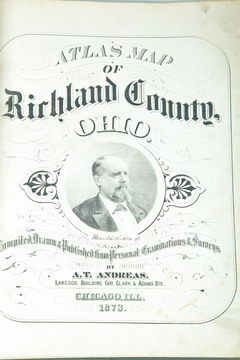 ATLAS MAP
OF
Richland County,
OHIO.
Compiled, Drawn & Published from Personal Examinations & Surveys,
BY
A.T. ANDREAS,
LAKESIDE BUILDING COR. CLARK & ADAMS STS.
CHICAGO, ILL.
1873.